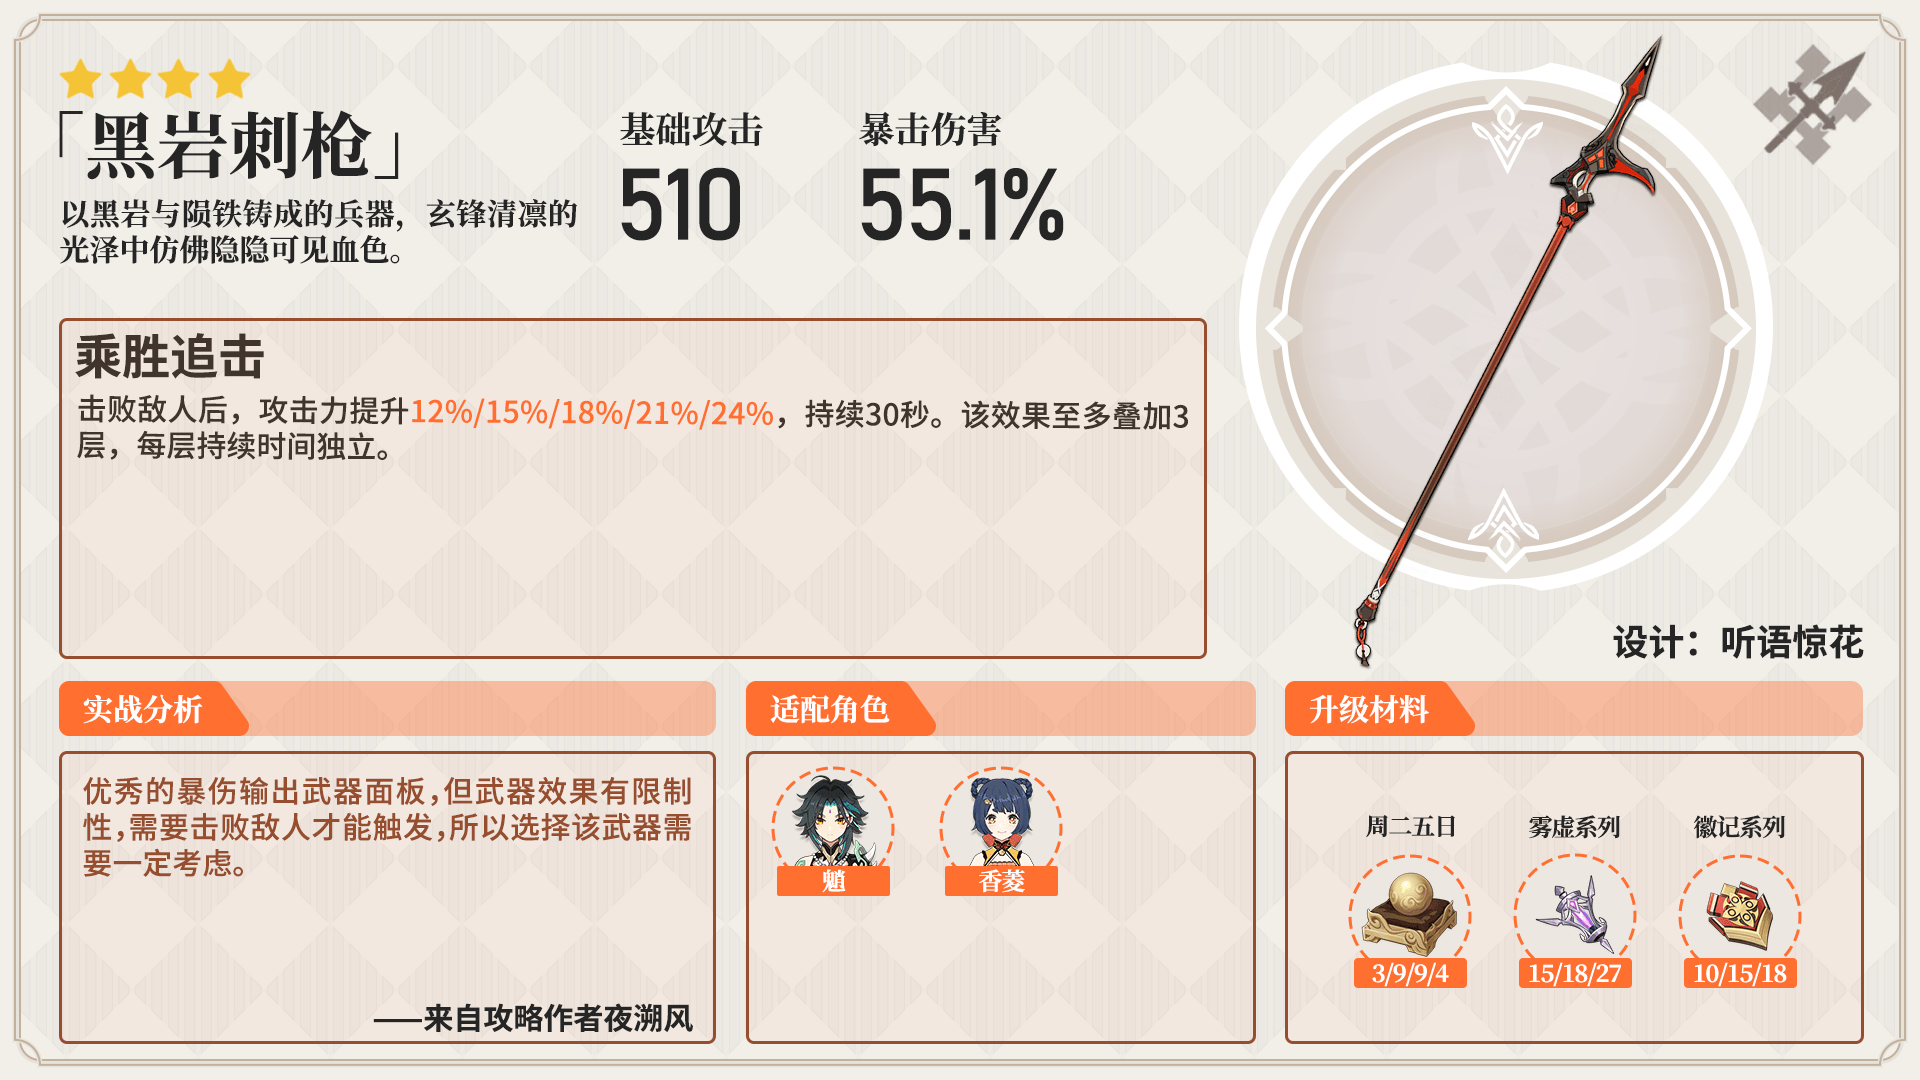 「黑岩刺枪」
以黑岩与陨铁铸成的兵器，玄锋清凛的
光泽中仿佛隐隐可见血色。
基础攻击
510
暴击伤害
55.1%
乘胜追击
击败敌人后，攻击力提升12%/15%/18%/21%/24%，持续30秒。该效果至多叠加3
层，每层持续时间独立。
设计：听语惊花
实战分析
优秀的暴伤输出武器面板，但武器效果有限制
性，需要击败敌人才能触发，所以选择该武器需
要一定考虑。
——来自攻略作者夜溯风
适配角色
魈
香菱
升级材料
周二五日
雾虚系列
徽记系列
3/9/9/4
15/18/27
10/15/18